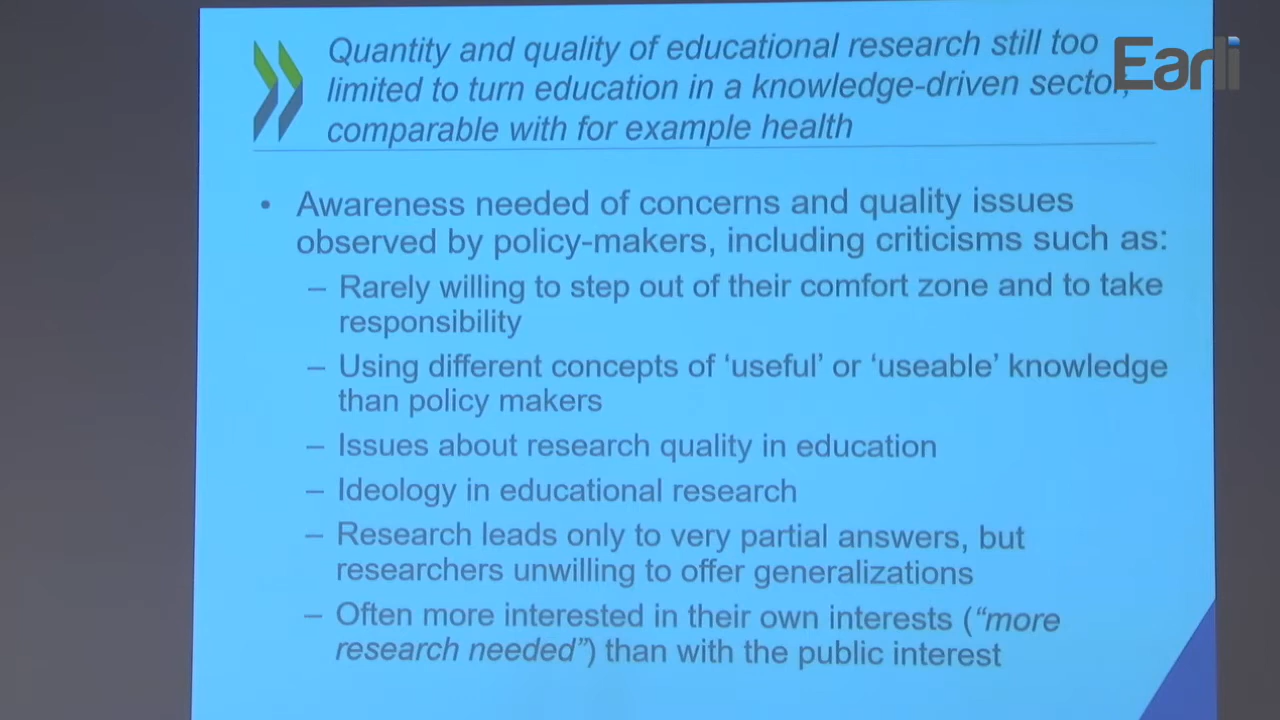 Quantity and quality of educational research still too
limited to turn education in a knowledge-driven sector,
comparable with for example health
Earli
• Awareness needed of concerns and quality issues
observed by policy-makers, including criticisms such as:
– Rarely willing to step out of their comfort zone and to take
responsibility
– Using different concepts of ‘useful’ or ‘useable’ knowledge
than policy makers
– Issues about research quality in education
– Ideology in educational research
– Research leads only to very partial answers, but
researchers unwilling to offer generalizations
– Often more interested in their own interests (“more
research needed”) than with the public interest